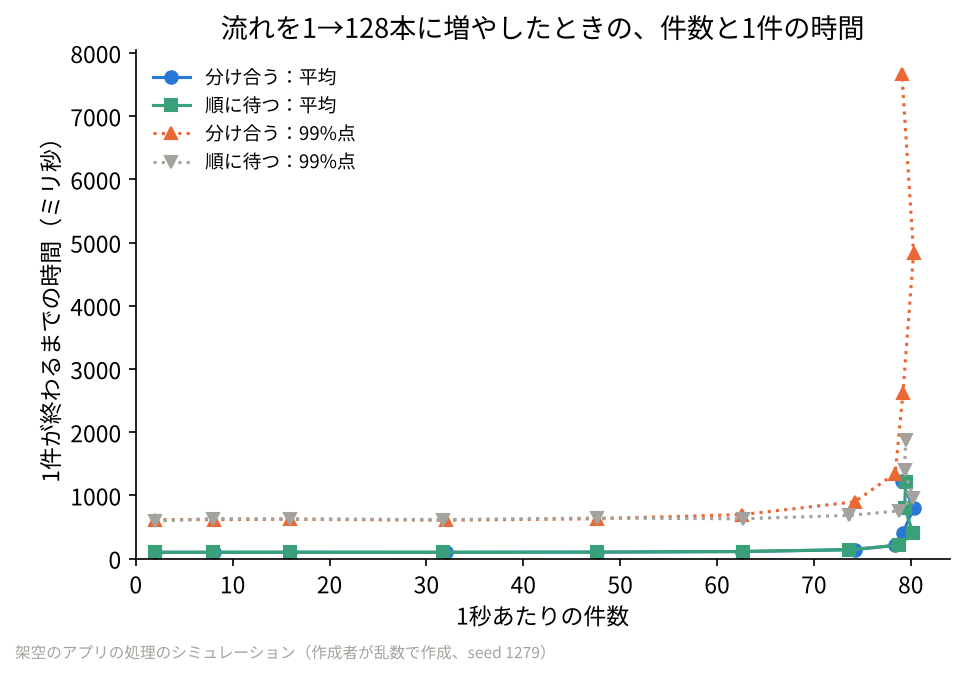 流れを1→128本に増やしたときの、件数と1件の時間
1件が終わるまでの時間（ミリ秒）
8000
7000
6000
5000
4000
3000
2000
1000
0
分け合う：平均
順に待つ：平均
分け合う：99%点
順に待つ：99%点
0 10 20 30 40 50 60 70 80
1秒あたりの件数
架空のアプリの処理のシミュレーション（作成者が乱数で作成、seed 1279）